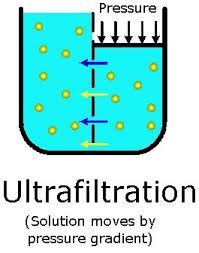 Pressure
Ultrafiltration
(Solution moves by
pressure gradient)